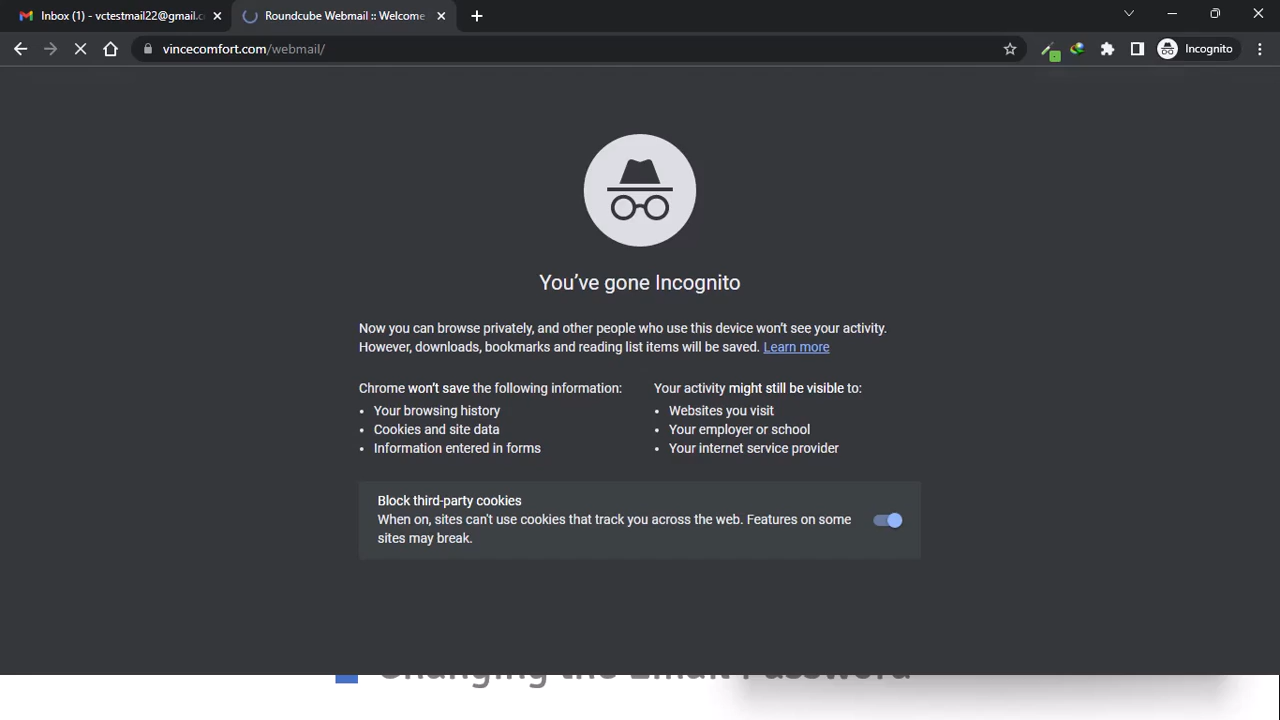 Inbox (1) - vctestmail22@gmail.c
Roundcube Webmail :: Welcome
vincecomfort.com/webmail/
Incognito
You've gone Incognito
Now you can browse privately, and other people who use this device won't see your activity.
However, downloads, bookmarks and reading list items will be saved. Learn more
Chrome won't save the following information:
Your browsing history
Cookies and site data
Information entered in forms
Your activity might still be visible to:
Websites you visit
Your employer or school
Your internet service provider
Block third-party cookies
When on, sites can't use cookies that track you across the web. Features on some
sites may break.
Changing the Email Password